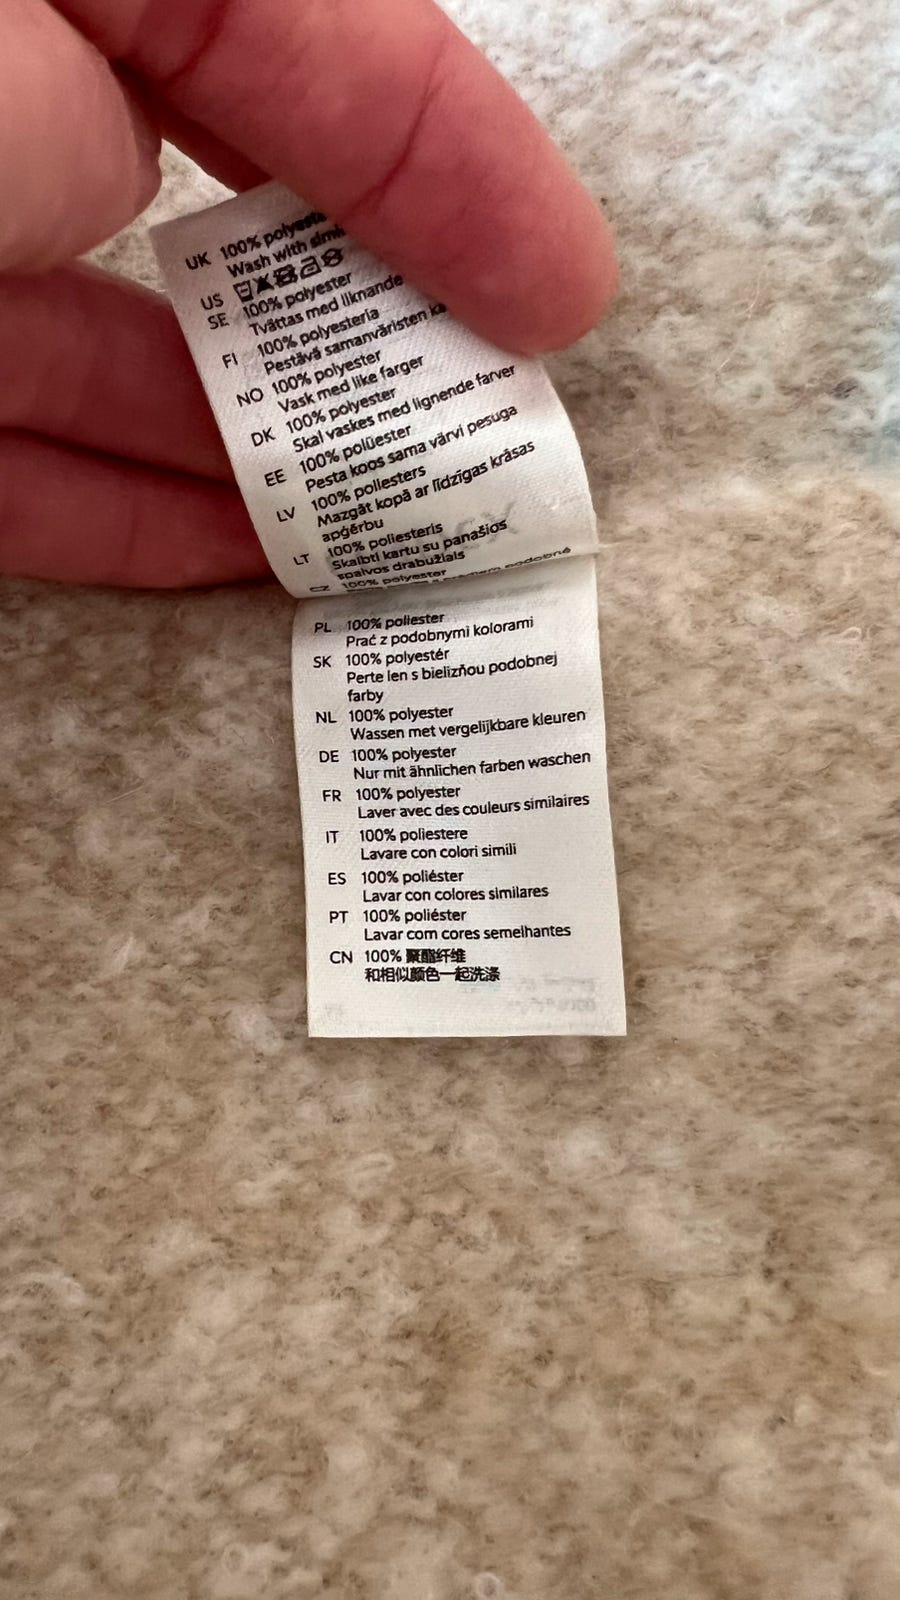 UK 100% polyester
Wash with
US
SE 100% polyester
Tvättas med liknande
FI 100% polyesteria
Pestävä samanväristen
NO 100% polyester
Vask med like farger
DK 100% polyester
Skal vaskes med lignende farver
EE 100% polüester
Pesta koos sama värvi pesuga
LV 100% poliesters
Mazgāt kopā ar līdzīgas krāsas
apģērbu
LT 100% poliesteris
Skalbti kartu su panašios
spalvos drabužiais
CZ 100% polyester
podobné
PL 100% poliester
Prać z podobnymi kolorami
SK 100% polyestér
Perte len s bielizňou podobnej
farby
NL 100% polyester
Wassen met vergelijkbare kleuren
DE 100% polyester
Nur mit ähnlichen farben waschen
FR 100% polyester
Laver avec des couleurs similaires
IT 100% poliestere
Lavare con colori simili
ES 100% poliéster
Lavar con colores similares
PT 100% poliéster
Lavar com cores semelhantes
CN 100% 聚酯纤维
和相似颜色一起洗涤